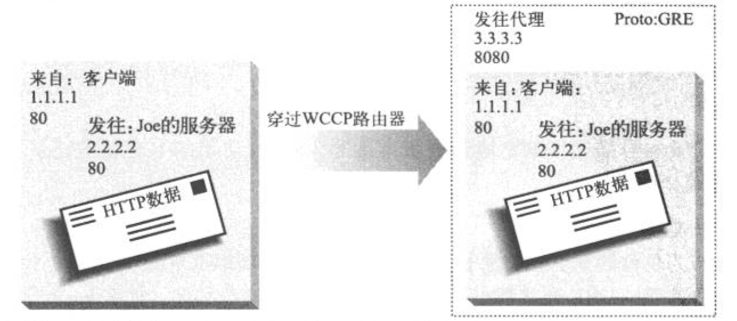 来自：客户端
1.1.1.1
80
发往：Joe的服务器
2.2.2.2
80
HTTP数据
穿过WCCP路由器
发往代理
3.3.3.3
8080
Proto:GRE
来自：客户端：
1.1.1.1
80
发往：Joe的服务器
2.2.2.2
80
HTTP数据